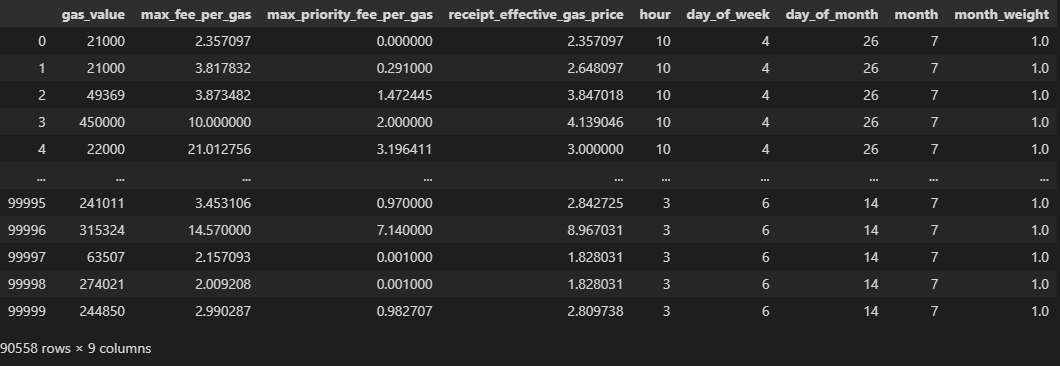 gas_value max_fee_per_gas max_priority_fee_per_gas receipt_effective_gas_price hour day_of_week day_of_month month month_weight
0 21000 2.357097 0.000000 2.357097 10 4 26 7 1.0
1 21000 3.817832 0.291000 2.648097 10 4 26 7 1.0
2 49369 3.873482 1.472445 3.847018 10 4 26 7 1.0
3 450000 10.000000 2.000000 4.139046 10 4 26 7 1.0
4 22000 21.012756 3.196411 3.000000 10 4 26 7 1.0
... ... ... ... ... ... ... ... ... ...
99995 241011 3.453106 0.970000 2.842725 3 6 14 7 1.0
99996 315324 14.570000 7.140000 8.967031 3 6 14 7 1.0
99997 63507 2.157093 0.001000 1.828031 3 6 14 7 1.0
99998 274021 2.009208 0.001000 1.828031 3 6 14 7 1.0
99999 244850 2.990287 0.982707 2.809738 3 6 14 7 1.0
90558 rows × 9 columns